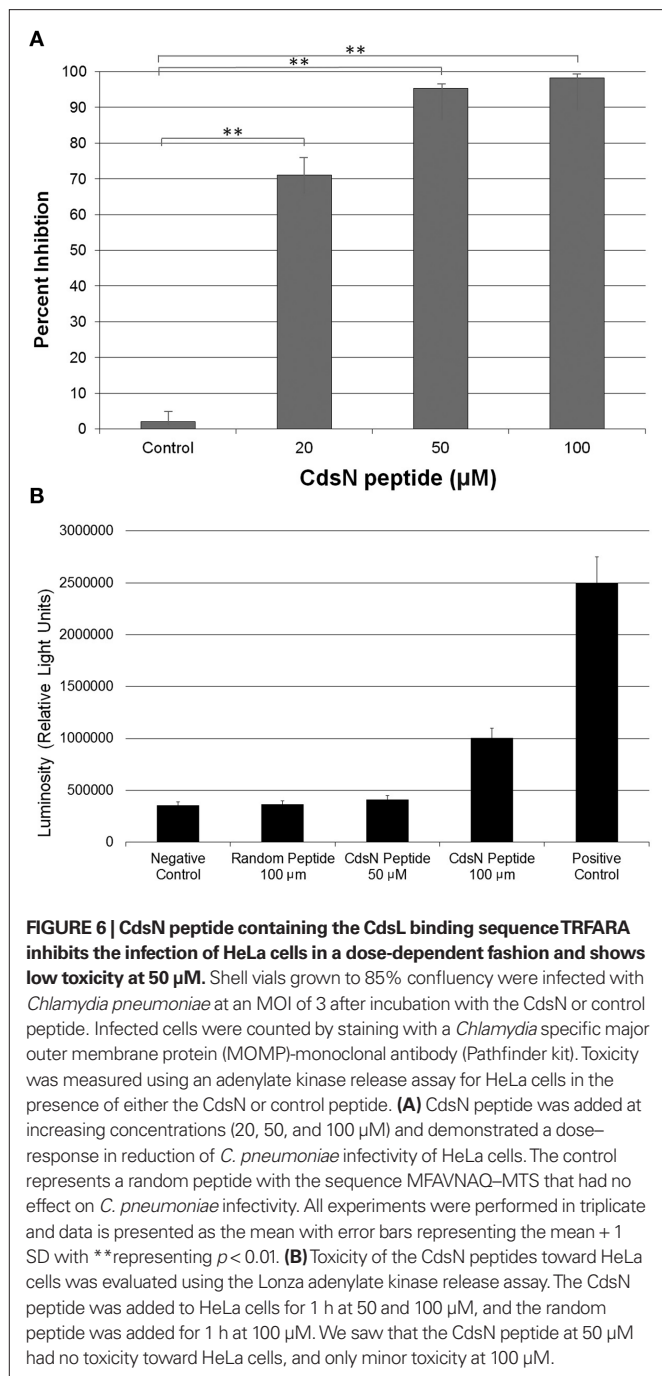 A
**
**
**
100
90
80
70
60
50
40
30
20
10
0
Percent Inhibtion
Control
20
50
100
CdsN peptide (µM)
B
3000000
2500000
2000000
1500000
1000000
500000
0
Luminosity (Relative Light Units)
Negative
Control
Random Peptide
100 µm
CdsN Peptide
50 µM
CdsN Peptide
100 µm
Positive
Control
FIGURE 6 | CdsN peptide containing the CdsL binding sequence TRFARA
inhibits the infection of HeLa cells in a dose-dependent fashion and shows
low toxicity at 50 µM. Shell vials grown to 85% confluency were infected with
Chlamydia pneumoniae at an MOI of 3 after incubation with the CdsN or control
peptide. Infected cells were counted by staining with a Chlamydia specific major
outer membrane protein (MOMP)-monoclonal antibody (Pathfinder kit). Toxicity
was measured using an adenylate kinase release assay for HeLa cells in the
presence of either the CdsN or control peptide. (A) CdsN peptide was added at
increasing concentrations (20, 50, and 100 µM) and demonstrated a dose–
response in reduction of C. pneumoniae infectivity of HeLa cells. The control
represents a random peptide with the sequence MFAVNAQ–MTS that had no
effect on C. pneumoniae infectivity. All experiments were performed in triplicate
and data is presented as the mean with error bars representing the mean + 1
SD with **representing p < 0.01. (B) Toxicity of the CdsN peptides toward HeLa
cells was evaluated using the Lonza adenylate kinase release assay. The CdsN
peptide was added to HeLa cells for 1 h at 50 and 100 µM, and the random
peptide was added for 1 h at 100 µM. We saw that the CdsN peptide at 50 µM
had no toxicity toward HeLa cells, and only minor toxicity at 100 µM.